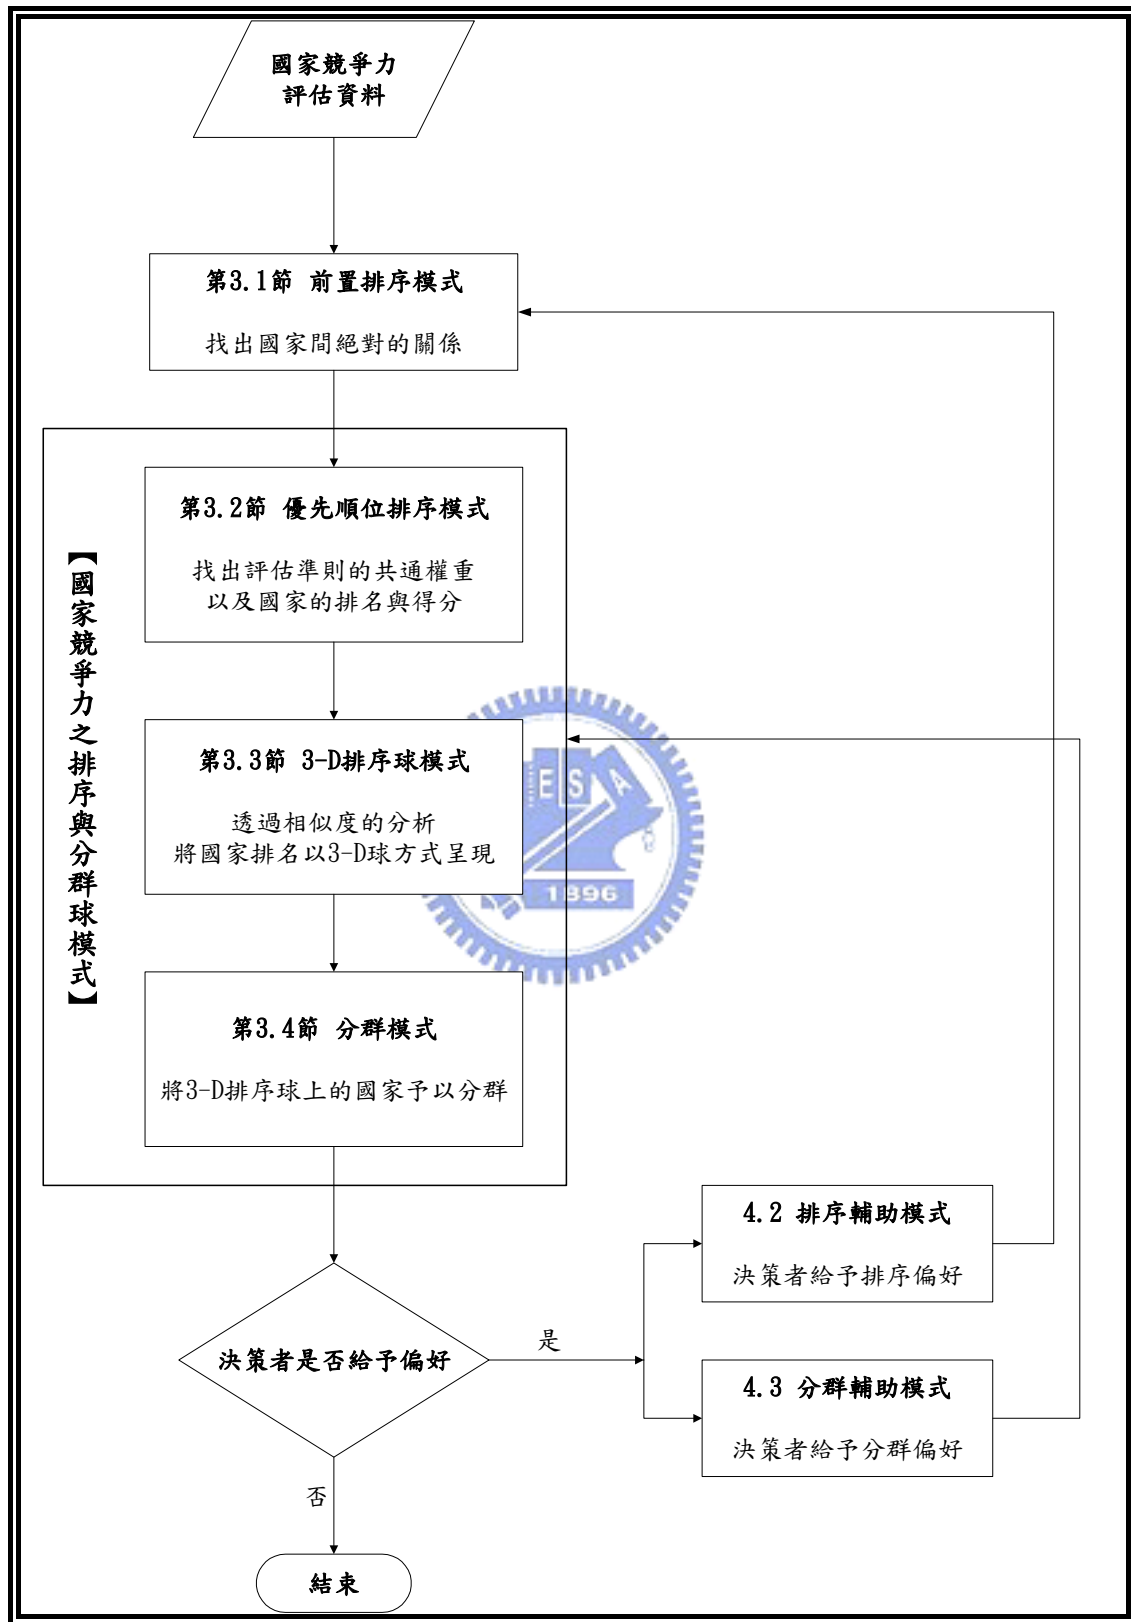 國家競爭力
評估資料
第3.1節 前置排序模式
找出國家間絕對的關係
【國家競爭力之排序與分群球模式】
第3.2節 優先順位排序模式
找出評估準則的共通權重
以及國家的排名與得分
第3.3節 3-D排序球模式
透過相似度的分析
將國家排名以3-D球方式呈現
E S A
1896
第3.4節 分群模式
將3-D排序球上的國家予以分群
決策者是否給予偏好
是
4.2 排序輔助模式
決策者給予排序偏好
4.3 分群輔助模式
決策者給予分群偏好
否
結束